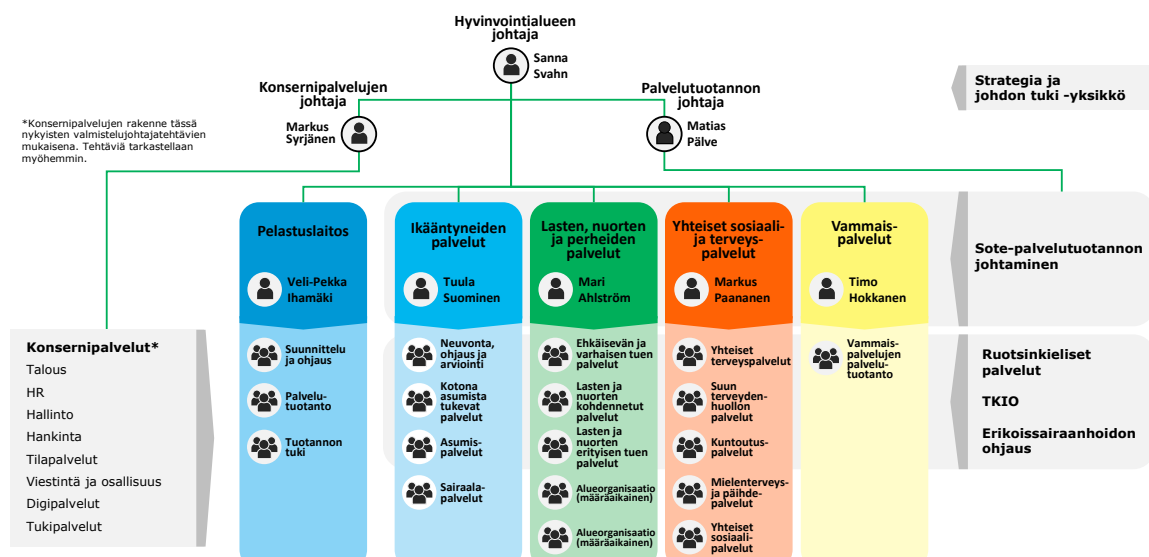 Hyvinvointialueen
johtaja
Sanna
Svahn
Konsernipalvelujen
johtaja
Markus
Syrjänen
Palvelutuotannon
johtaja
Matias
Pälve
Strategia ja
johdon tuki -yksikkö
*Konsernipalvelujen rakenne tässä
nykyisten valmistelujohtajatehtävien
mukaisena. Tehtäviä tarkastellaan
myöhemmin.
Pelastuslaitos
Veli-Pekka
Ihamäki
Suunnittelu
ja ohjaus
Palvelu-
tuotanto
Tuotannon
tuki
Ikääntyneiden
palvelut
Tuula
Suominen
Neuvonta,
ohjaus ja
arviointi
Kotona
asumista
tukevat
palvelut
Asumis-
palvelut
Sairaala-
palvelut
Lasten, nuorten
ja perheiden
palvelut
Mari
Ahlström
Ehkäisevän ja
varhaisen tuen
palvelut
Lasten ja
nuorten
kohdennetut
palvelut
Lasten ja
nuorten
erityisen tuen
palvelut
Alueorganisaatio
(määräaikainen)
Alueorganisaatio
(määräaikainen)
Yhteiset sosiaali-
ja terveys-
palvelut
Markus
Paananen
Yhteiset
terveyspalvelut
Suun
terveyden-
huollon
palvelut
Kuntoutus-
palvelut
Mielenterveys-
ja päihde-
palvelut
Yhteiset
sosiaali-
palvelut
Vammais-
palvelut
Timo
Hokkanen
Vammais-
palvelujen
palvelu-
tuotanto
Sote-palvelutuotannon
johtaminen
Ruotsinkieliset
palvelut
TKIO
Erikoissairaanhoidon
ohjaus
Konsernipalvelut*
Talous
HR
Hallinto
Hankinta
Tilapalvelut
Viestintä ja osallisuus
Digipalvelut
Tukipalvelut